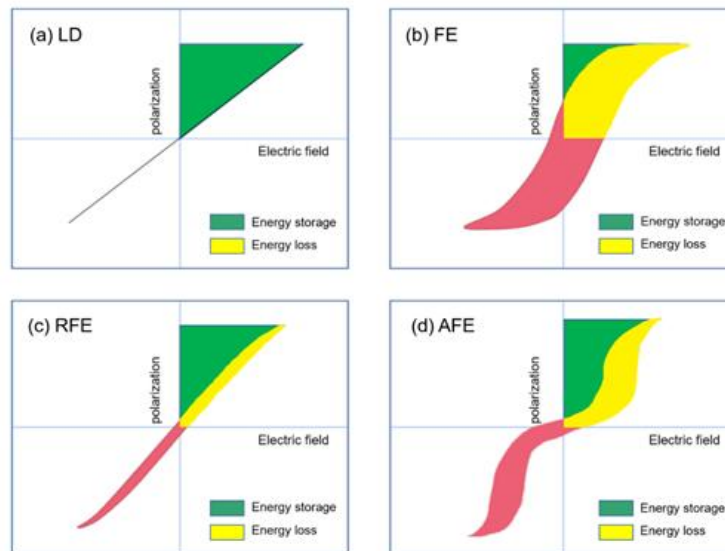 (a) LD
polarization
Electric field
Energy storage
Energy loss
(b) FE
polarization
Electric field
Energy storage
Energy loss
(c) RFE
polarization
Electric field
Energy storage
Energy loss
(d) AFE
polarization
Electric field
Energy storage
Energy loss